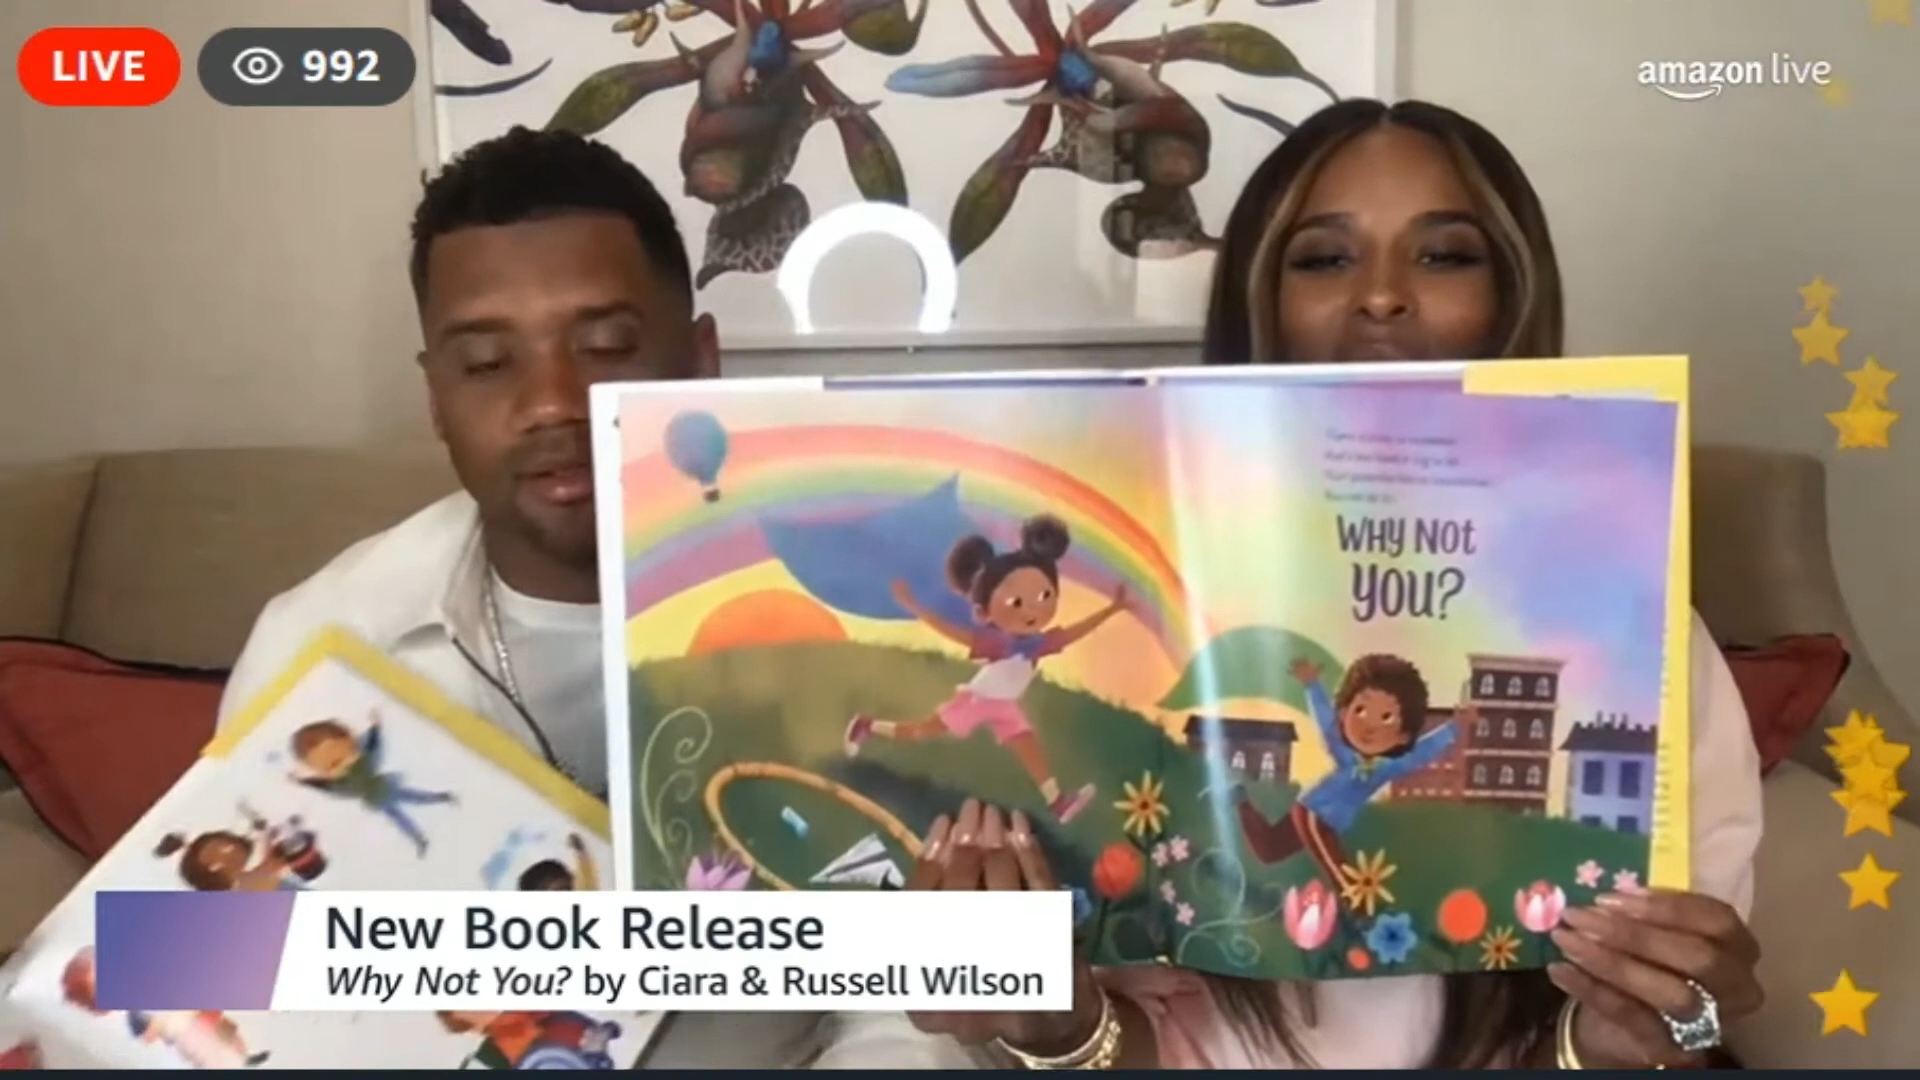 LIVE
992
amazon live
WHY NOT
YOU?
New Book Release
Why Not You? by Ciara & Russell Wilson